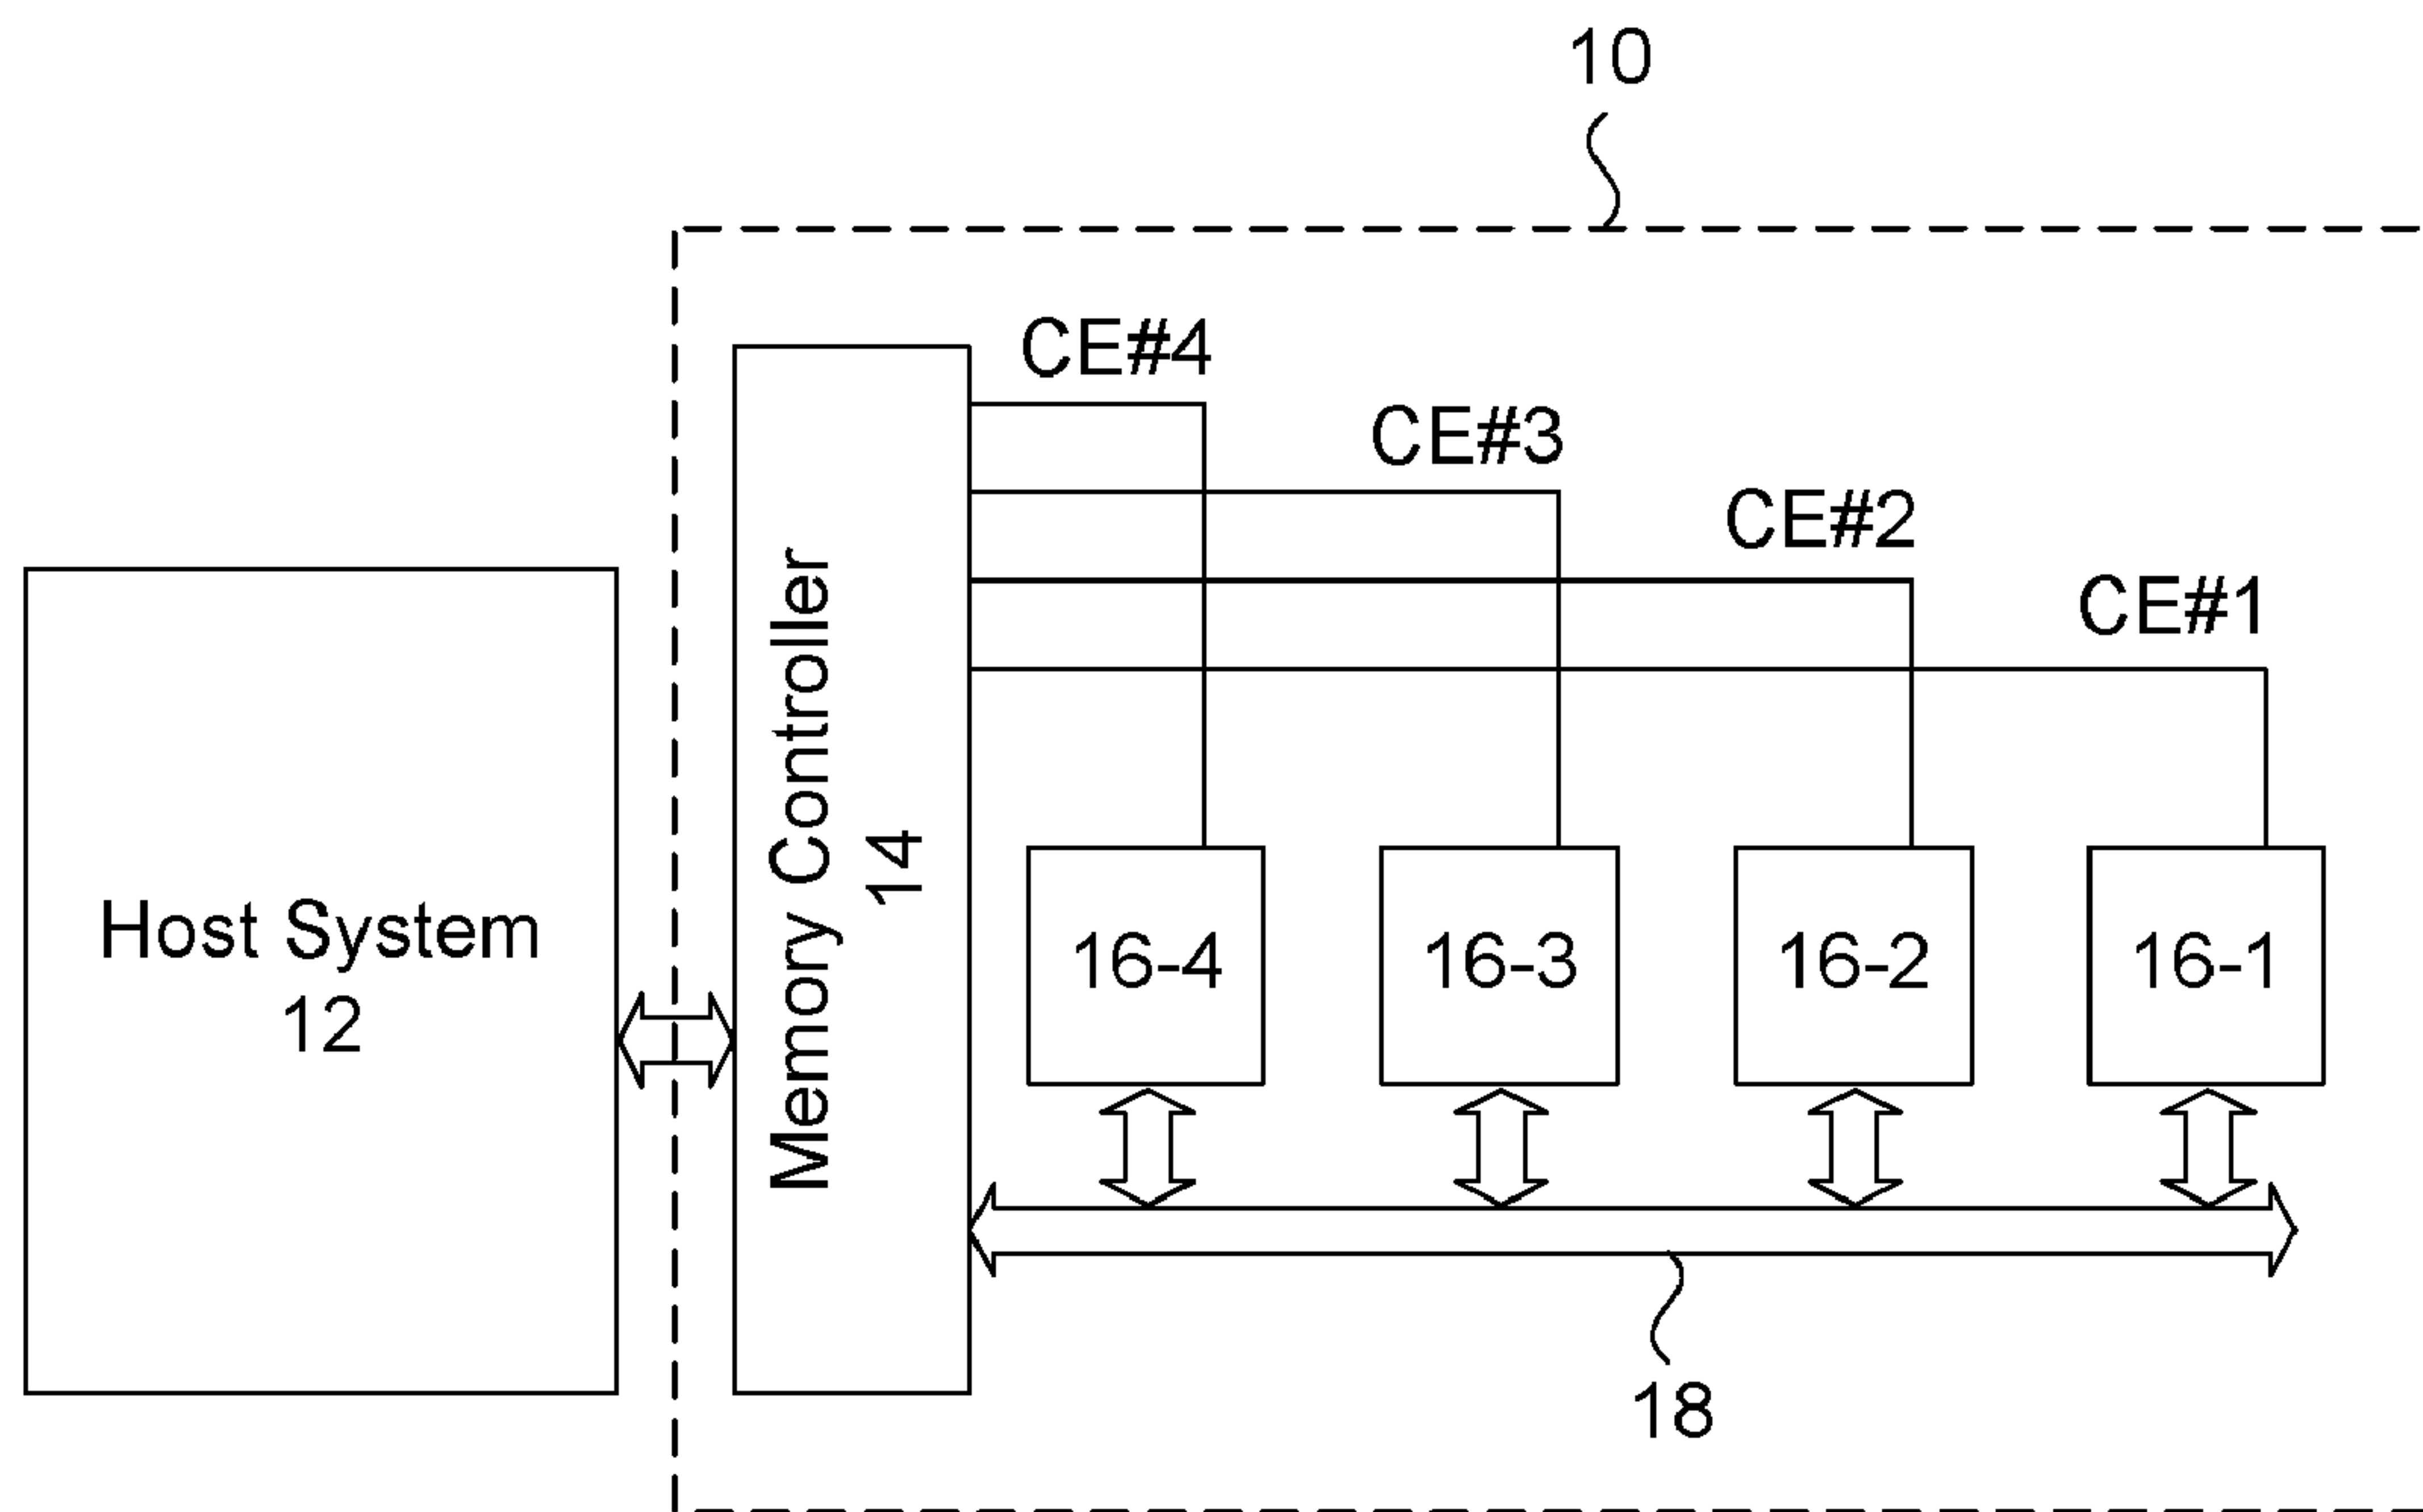 10
CE#4
CE#3
CE#2
CE#1
Memory Controller
14
Host System
12
16-4
16-3
16-2
16-1
18